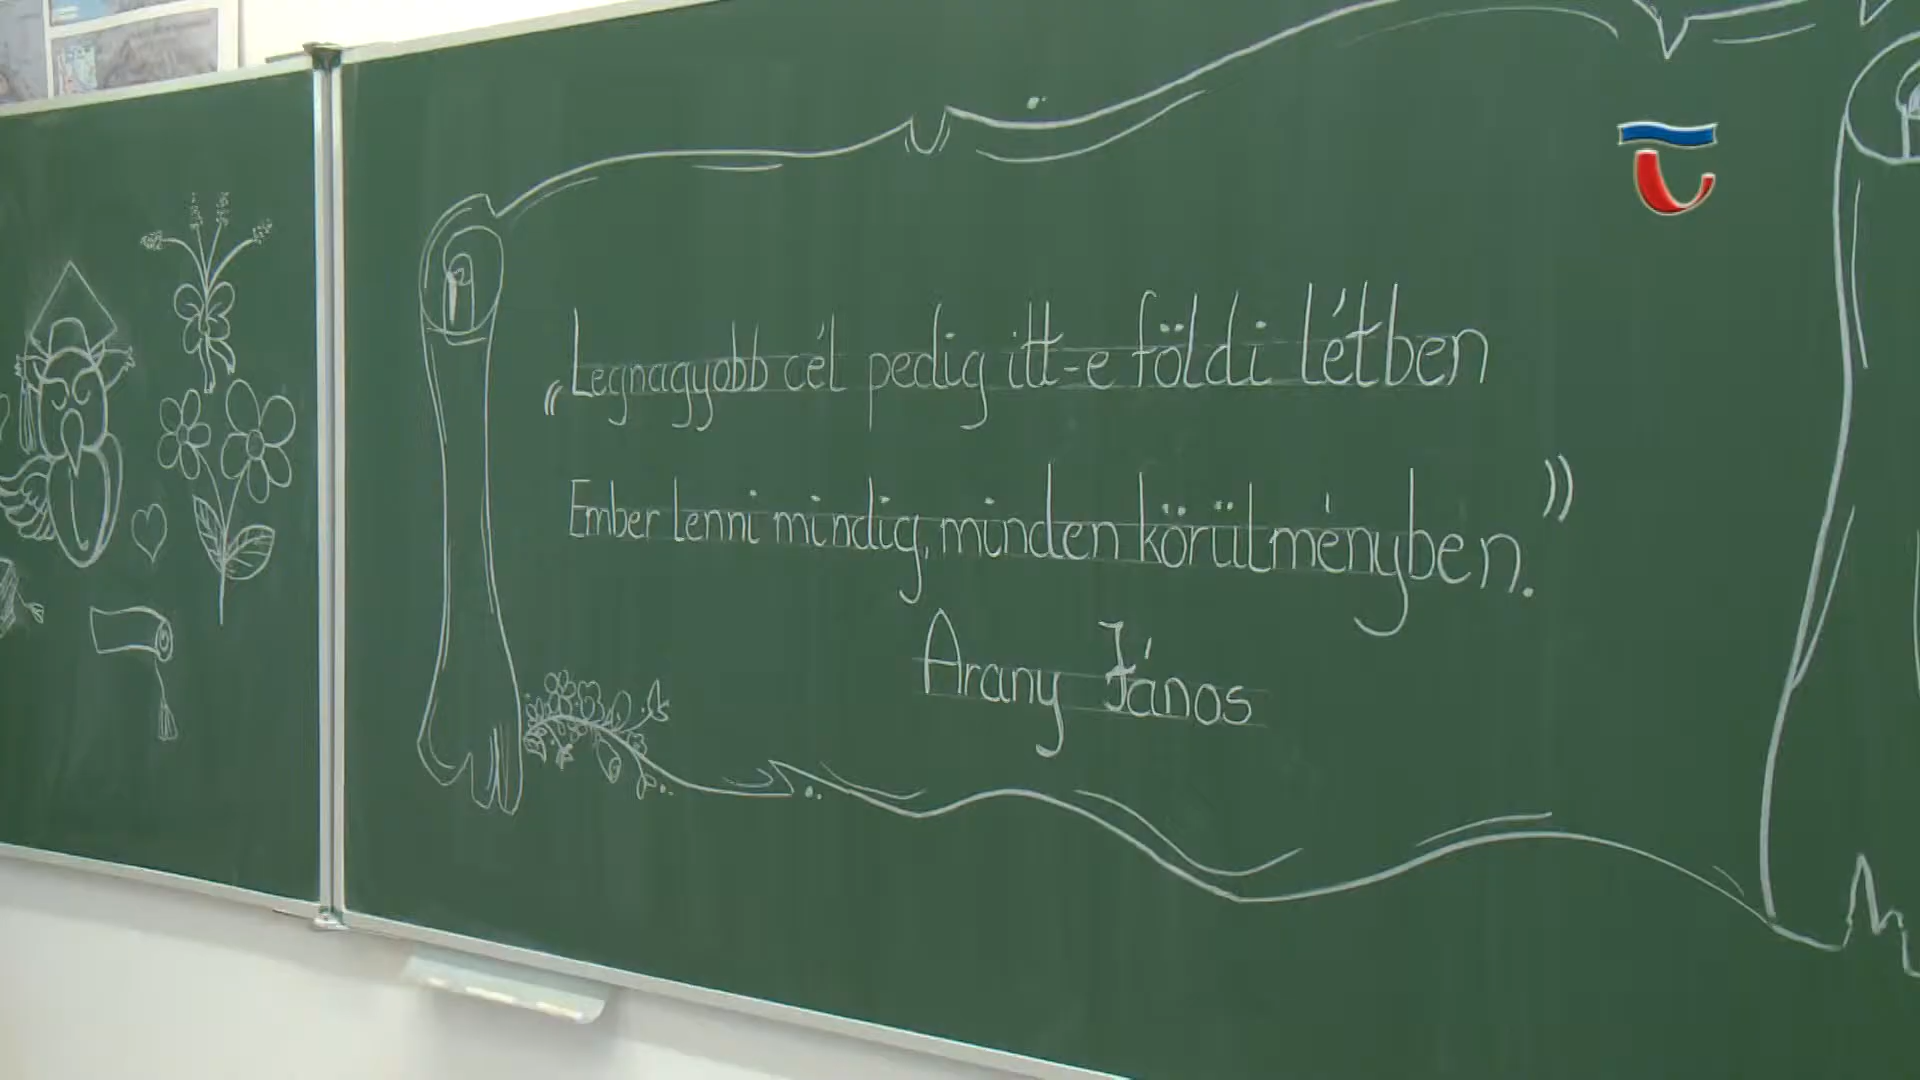 „Legnagyobb cél pedig itt-e földi létben
Ember lenni mindig, minden körülményben.”
Arany János